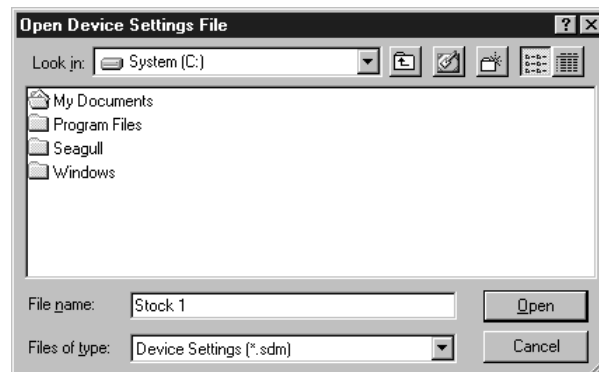 Open Device Settings File
Look in: System (C:)
My Documents
Program Files
Seagull
Windows
File name: Stock 1 Open
Files of type: Device Settings (*.sdm) Cancel